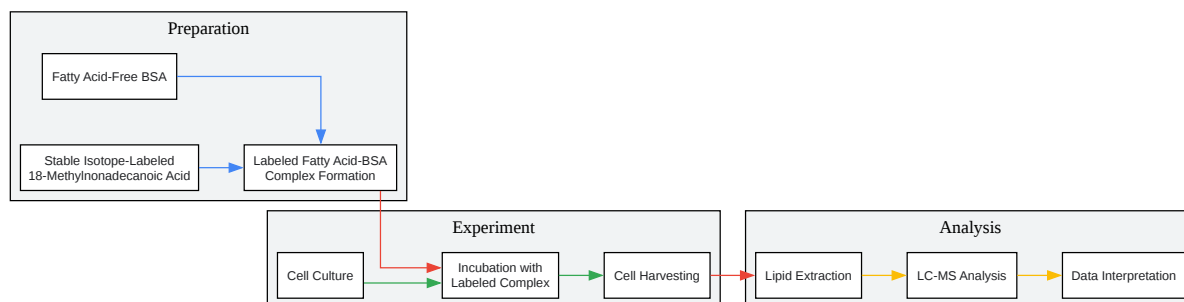 Preparation
Fatty Acid-Free BSA
Stable Isotope-Labeled
18-Methylnonadecanoic Acid
Labeled Fatty Acid-BSA
Complex Formation
Experiment
Cell Culture
Incubation with
Labeled Complex
Cell Harvesting
Analysis
Lipid Extraction
LC-MS Analysis
Data Interpretation